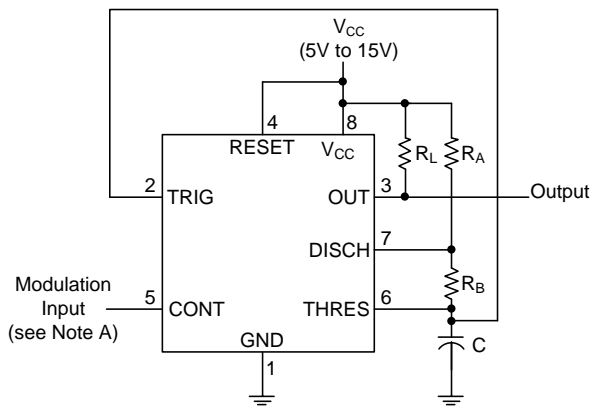 VCC
(5V to 15V)
4
8
RESET
VCC
RL
RA
2
TRIG
OUT
3
Output
DISCH
7
RB
Modulation
Input
(see Note A)
5
CONT
THRES
6
GND
C
1